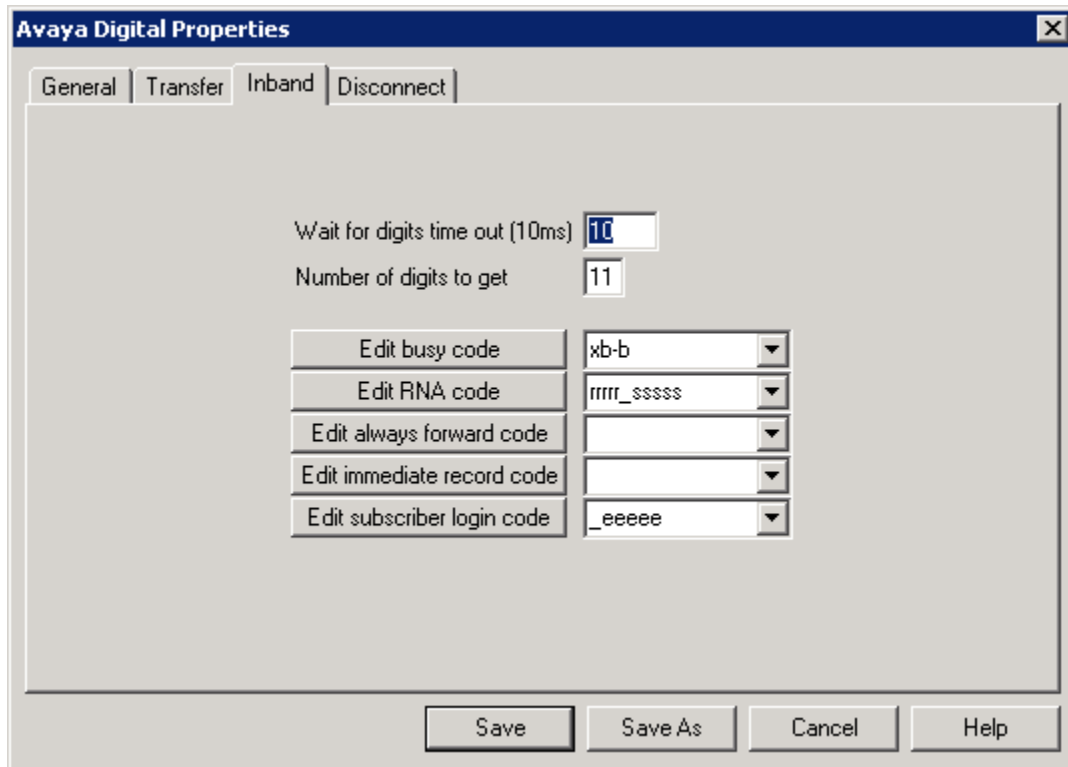 Avaya Digital Properties
General Transfer Inband Disconnect
Wait for digits time out (10ms) 10
Number of digits to get 11
Edit busy code xb-b
Edit RNA code rrrrr_sssss
Edit always forward code
Edit immediate record code
Edit subscriber login code _eeeee
Save Save As Cancel Help